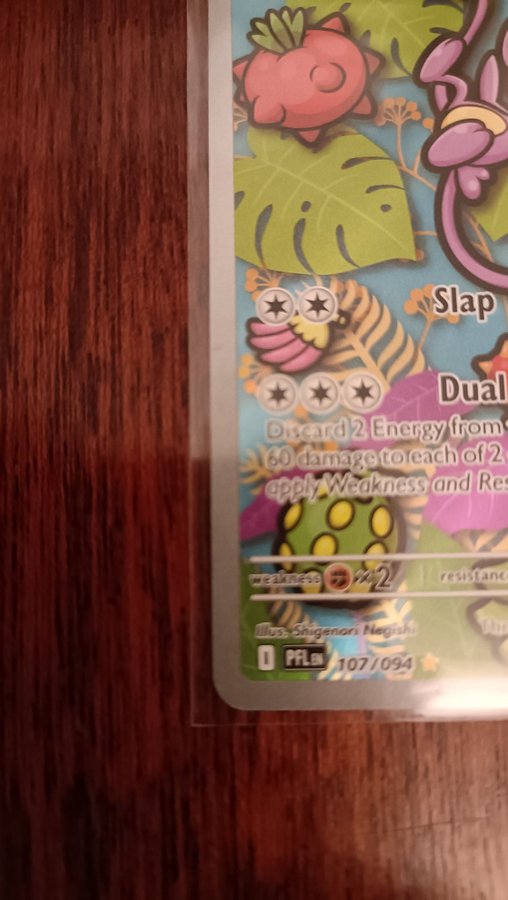 Slap
Dual
Discard 2 Energy from
60 damage to each of 2
apply Weakness and Res
weakness ×2 resistance
Illus. Shigenori Negishi
I PFL EN 107/094